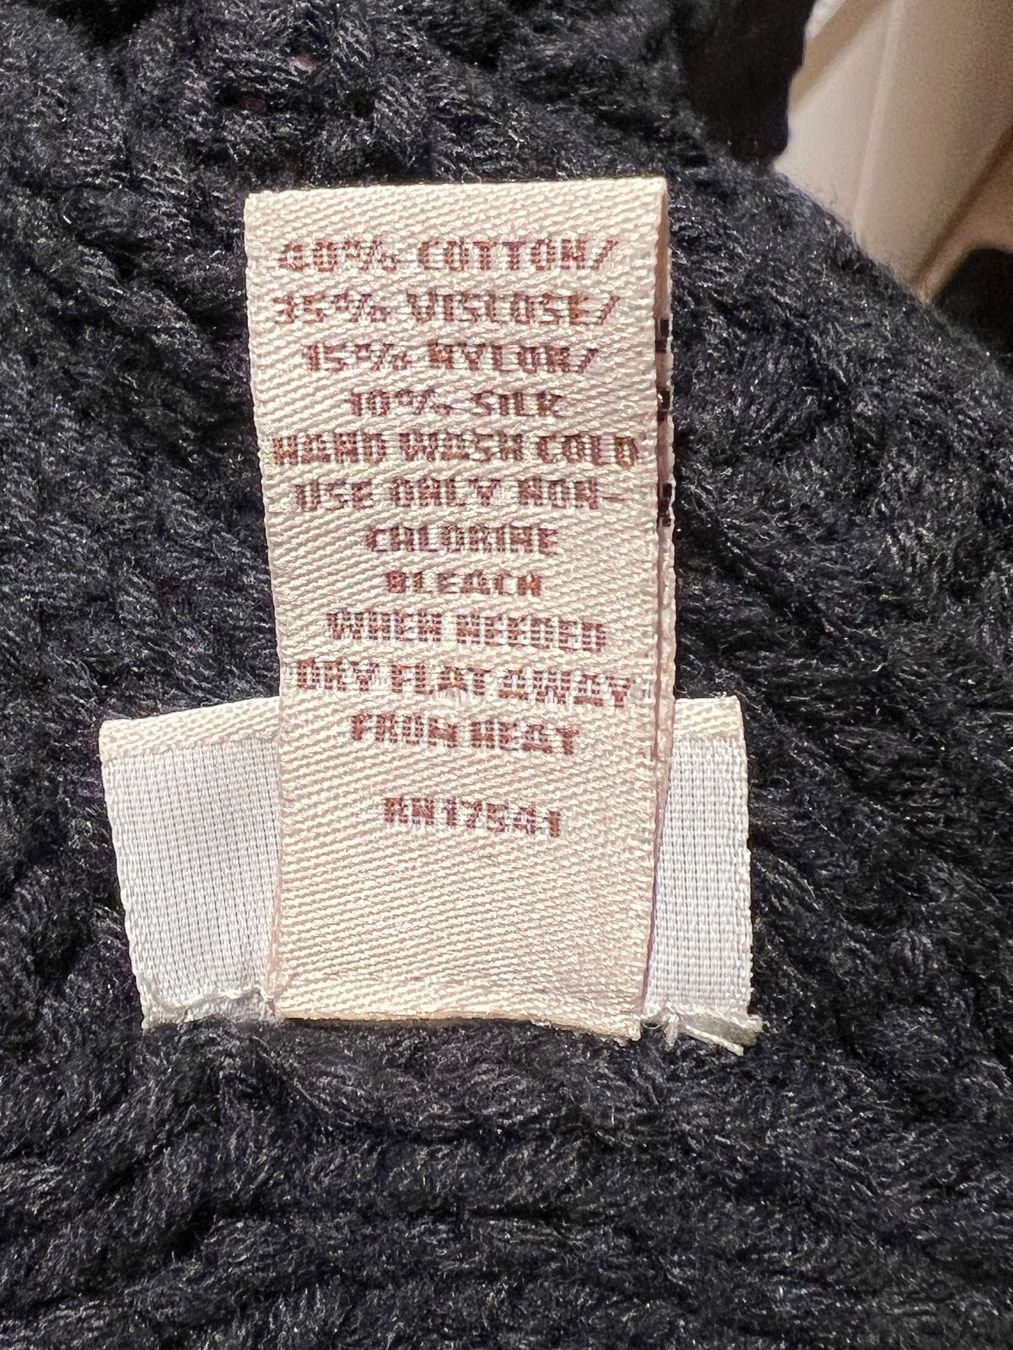 40% COTTON/
35% VISCOSE/
15% NYLON/
10% SILK
HAND WASH COLD
USE ONLY NON-
CHLORINE
BLEACH
WHEN NEEDED
DRY FLAT AWAY
FROM HEAT
RN17541